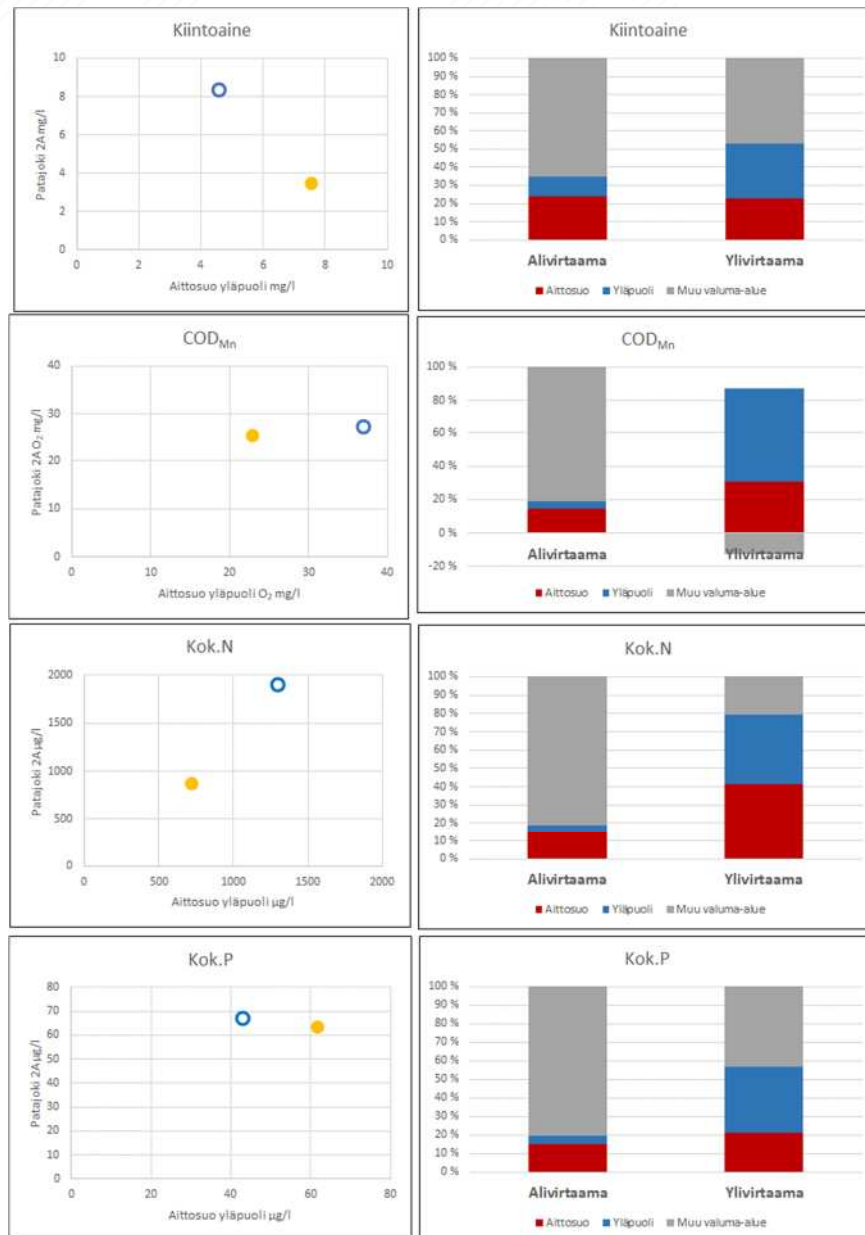 Kiintoaine
10
8
6
4
2
0
Patajoki 2A mg/l
0 2 4 6 8 10
Aittosuo yläpuoli mg/l
Kiintoaine
100 %
90 %
80 %
70 %
60 %
50 %
40 %
30 %
20 %
10 %
0 %
Alivirtaama Ylivirtaama
Aittosuo Yläpuoli Muu valuma-alue
COD_Mn
40
30
20
10
0
Patajoki 2A O₂ mg/l
0 10 20 30 40
Aittosuo yläpuoli O₂ mg/l
COD_Mn
100 %
80 %
60 %
40 %
20 %
0 %
-20 %
Alivirtaama Ylivirtaama
Aittosuo Yläpuoli Muu valuma-alue
Kok.N
2000
1500
1000
500
0
Patajoki 2A µg/l
0 500 1000 1500 2000
Aittosuo yläpuoli µg/l
Kok.N
100 %
90 %
80 %
70 %
60 %
50 %
40 %
30 %
20 %
10 %
0 %
Alivirtaama Ylivirtaama
Aittosuo Yläpuoli Muu valuma-alue
Kok.P
80
70
60
50
40
30
20
10
0
Patajoki 2A µg/l
0 20 40 60 80
Aittosuo yläpuoli µg/l
Kok.P
100 %
90 %
80 %
70 %
60 %
50 %
40 %
30 %
20 %
10 %
0 %
Alivirtaama Ylivirtaama
Aittosuo Yläpuoli Muu valuma-alue